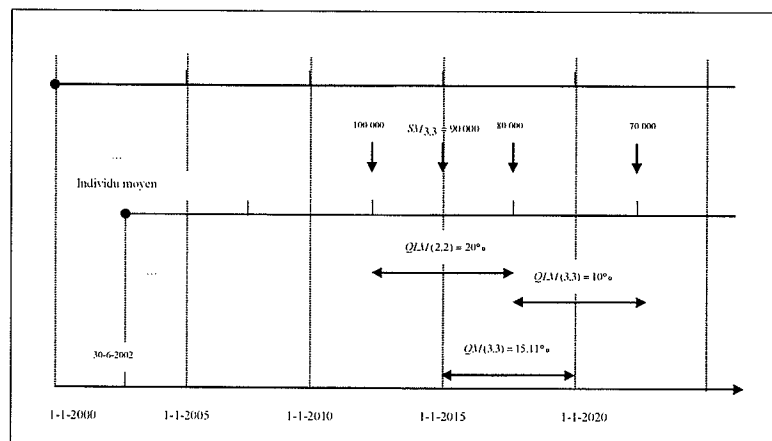 100 000 SM3,3 = 90 000 80 000 70 000
...
Individu moyen
QLM(2,2) = 20%
... QLM(3,3) = 10%
30-6-2002 QM(3,3) = 15.11%
1-1-2000 1-1-2005 1-1-2010 1-1-2015 1-1-2020